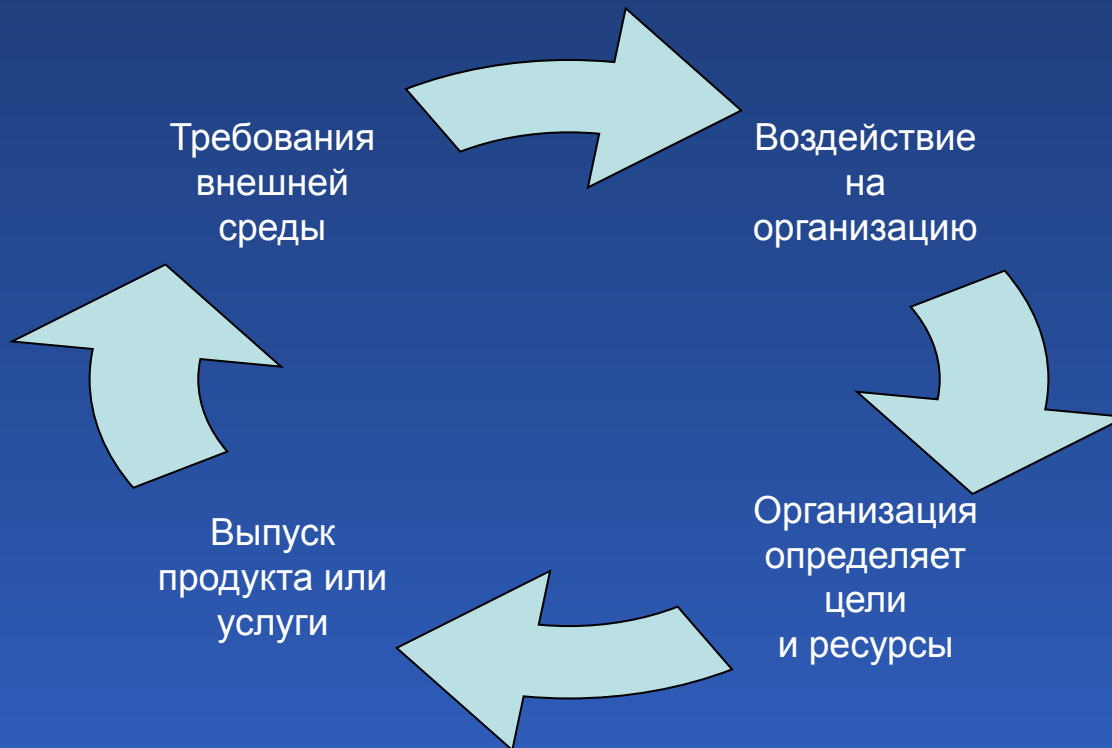 Требования
внешней
среды
Воздействие
на
организацию
Организация
определяет
цели
и ресурсы
Выпуск
продукта или
услуги